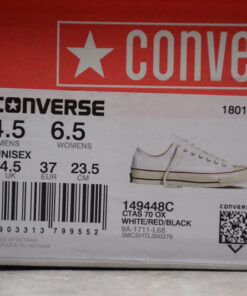 CONVERSE
CONVERSE
1801
4.5 6.5
MENS WOMENS
UNISEX
4.5 37 23.5
UK EUR CM
149448C
CTAS 70 OX
WHITE/RED/BLACK
9A-1711-L68
CONVERSE